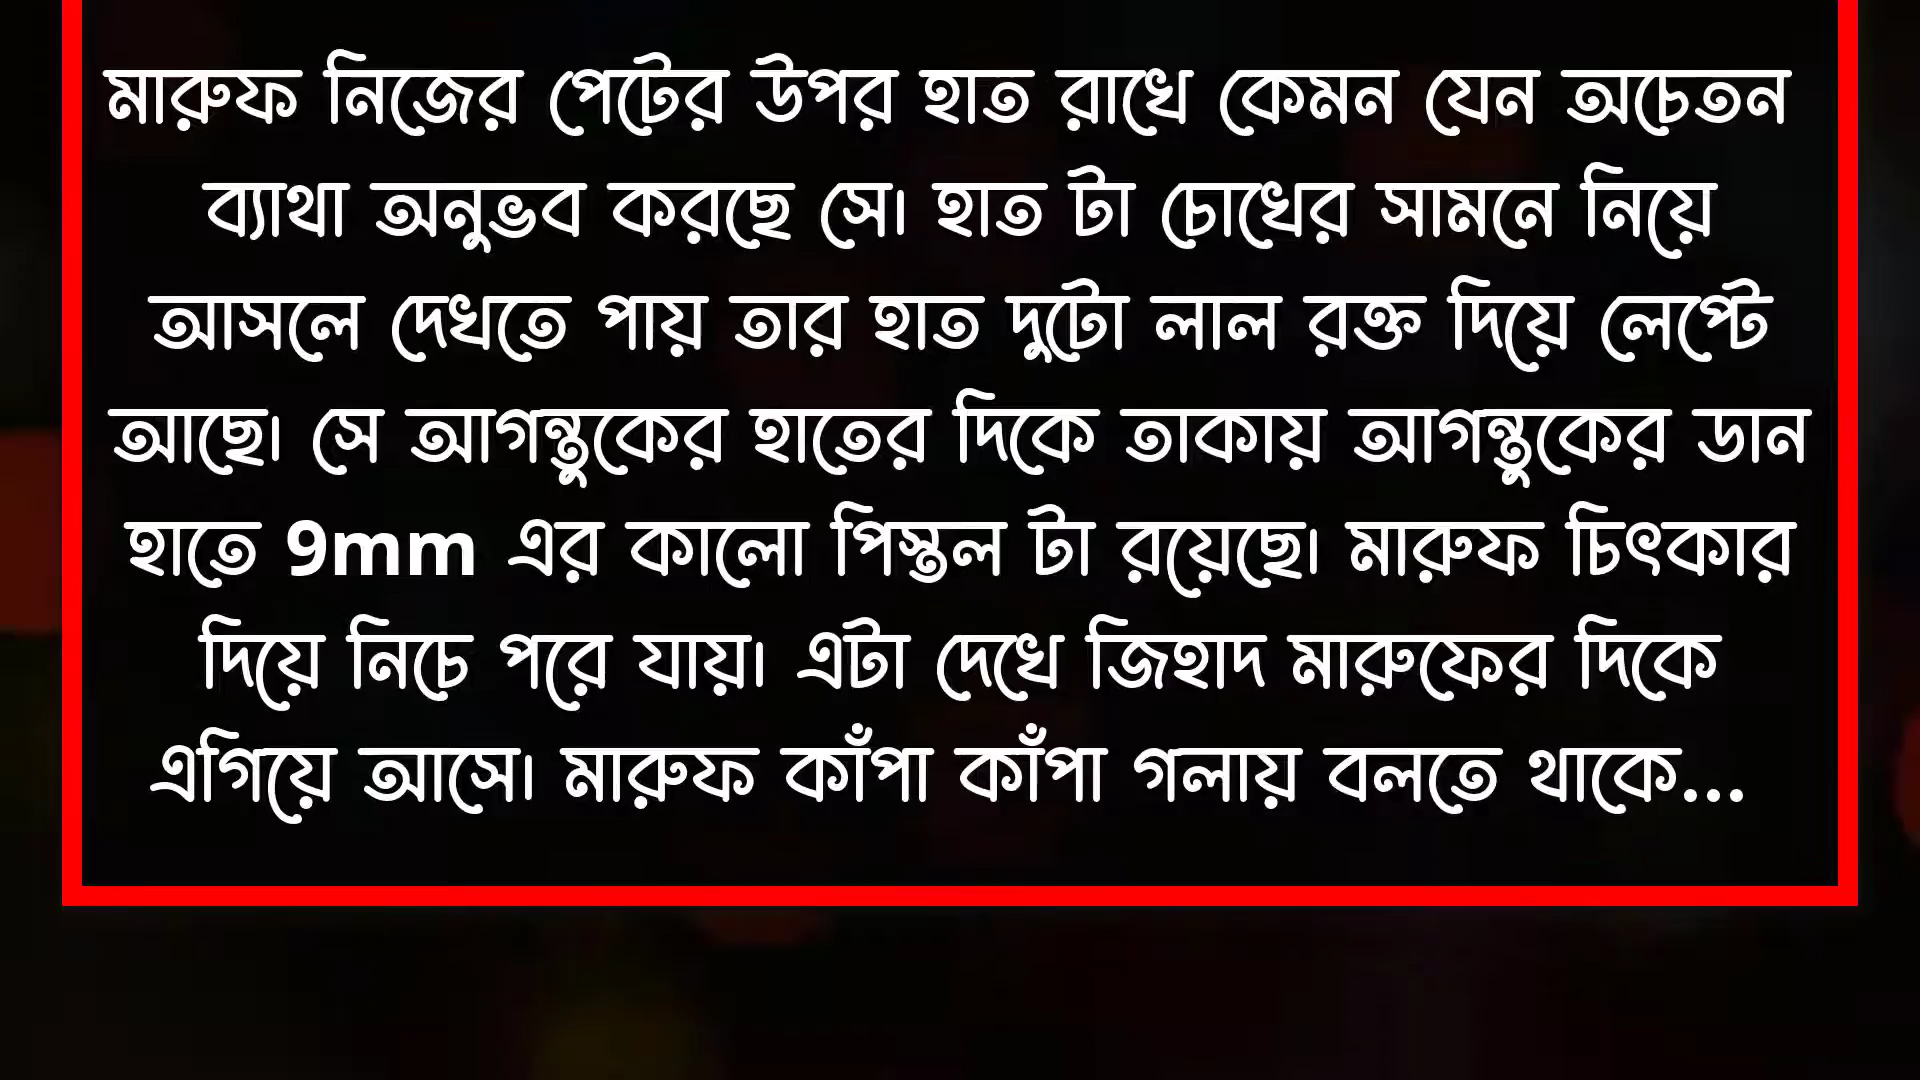 মারুফ নিজের পেটের উপর হাত রাখে কেমন যেন অচেতন
ব্যাথা অনুভব করছে সে। হাত টা চোখের সামনে নিয়ে
আসলে দেখতে পায় তার হাত দুটো লাল রক্ত দিয়ে লেপ্টে
আছে। সে আগন্তুকের হাতের দিকে তাকায় আগন্তুকের ডান
হাতে 9mm এর কালো পিস্তল টা রয়েছে। মারুফ চিৎকার
দিয়ে নিচে পরে যায়। এটা দেখে জিহাদ মারুফের দিকে
এগিয়ে আসে। মারুফ কাঁপা কাঁপা গলায় বলতে থাকে...